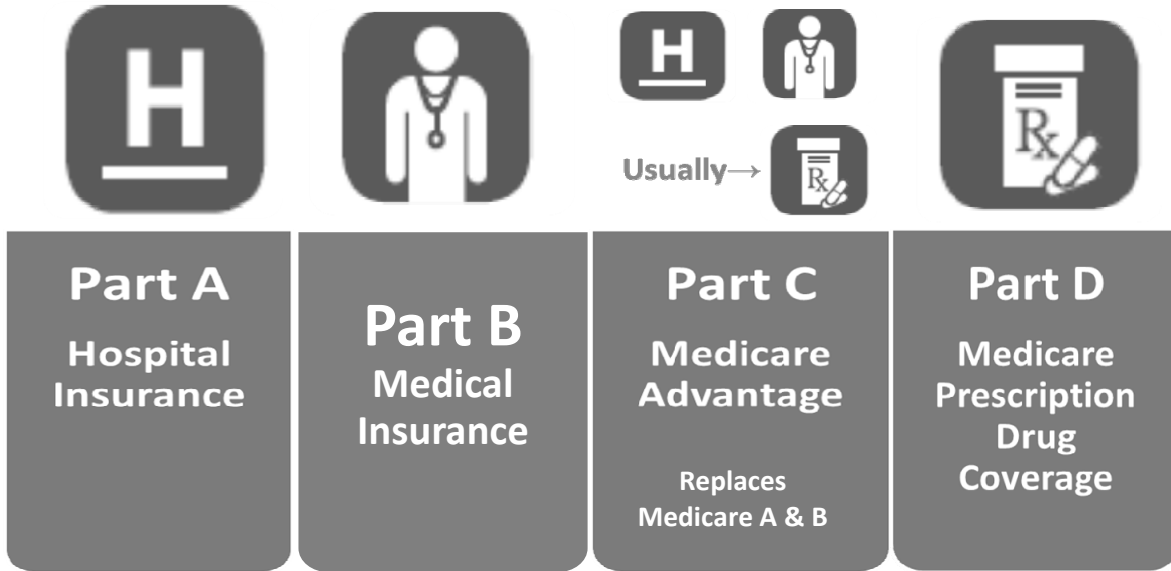 H
H
Usually→
Rx
Rx
Part A
Hospital
Insurance
Part B
Medical
Insurance
Part C
Medicare
Advantage
Replaces
Medicare A & B
Part D
Medicare
Prescription
Drug
Coverage